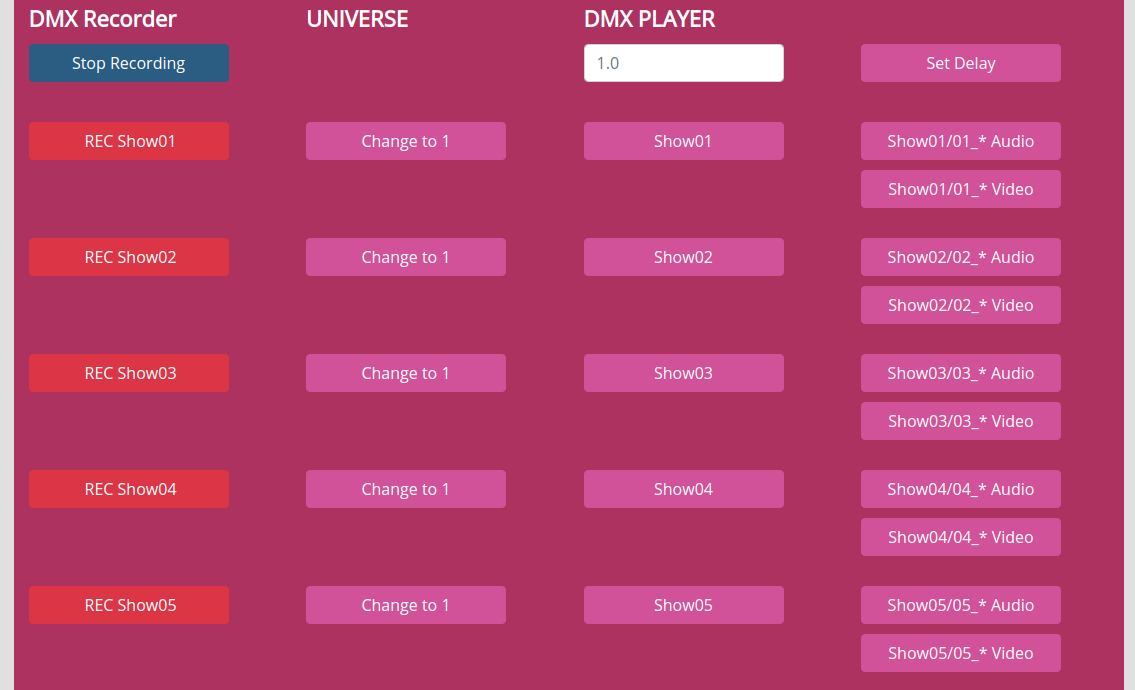 DMX Recorder UNIVERSE DMX PLAYER
Stop Recording 1.0 Set Delay
REC Show01 Change to 1 Show01 Show01/01_* Audio
Show01/01_* Video
REC Show02 Change to 1 Show02 Show02/02_* Audio
Show02/02_* Video
REC Show03 Change to 1 Show03 Show03/03_* Audio
Show03/03_* Video
REC Show04 Change to 1 Show04 Show04/04_* Audio
Show04/04_* Video
REC Show05 Change to 1 Show05 Show05/05_* Audio
Show05/05_* Video